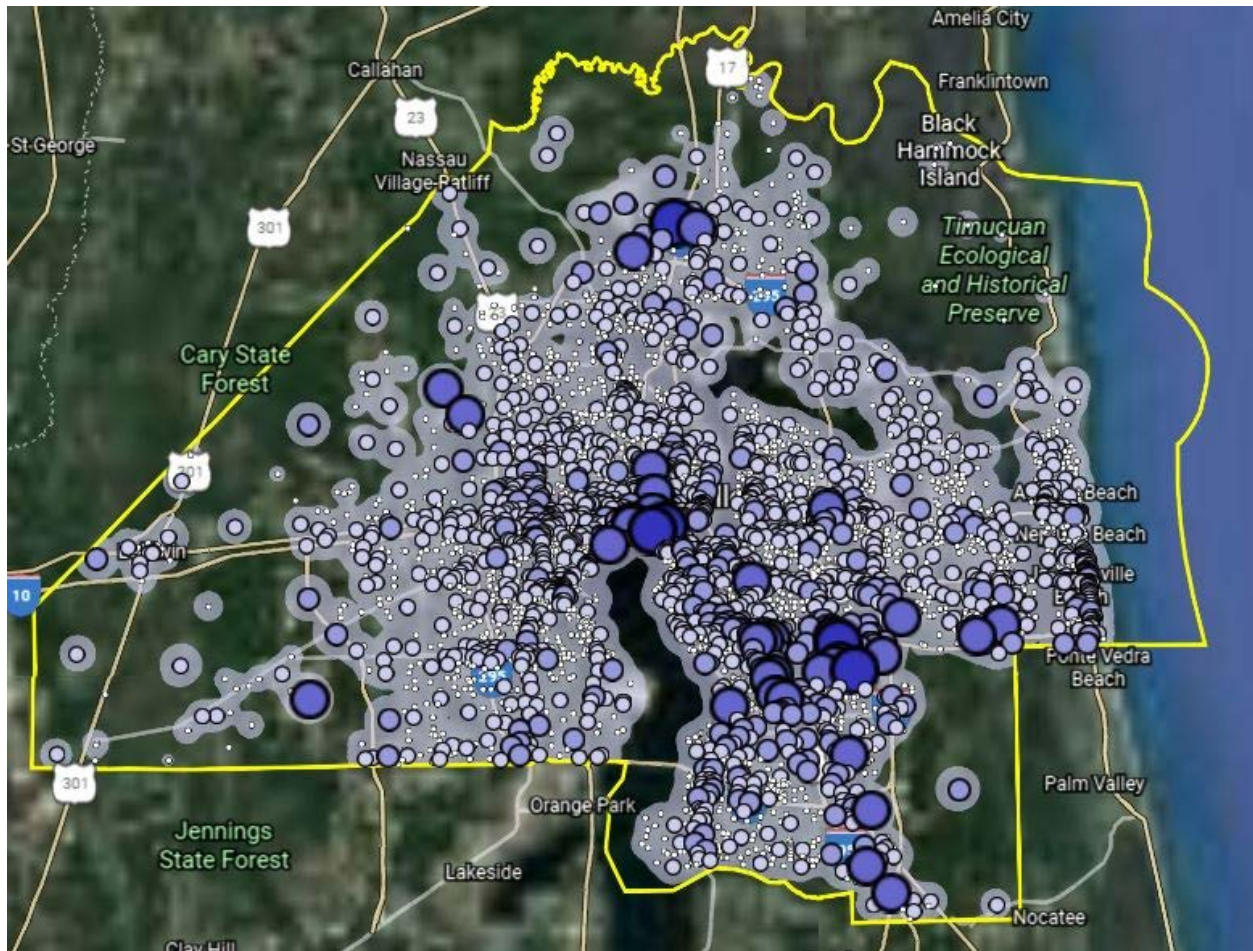 Amelia City
17
Callahan
Franklintown
23
Black
Hammock
Island
St George
Nassau
Village-Ratliff
301
Timucuan
Ecological
and Historical
Preserve
295
Cary State
Forest
301
Beach
Beach
10
295
Ponte Vedra
Beach
301
Palm Valley
Orange Park
Jennings
State Forest
Lakeside
Nocatee
Clay Hill